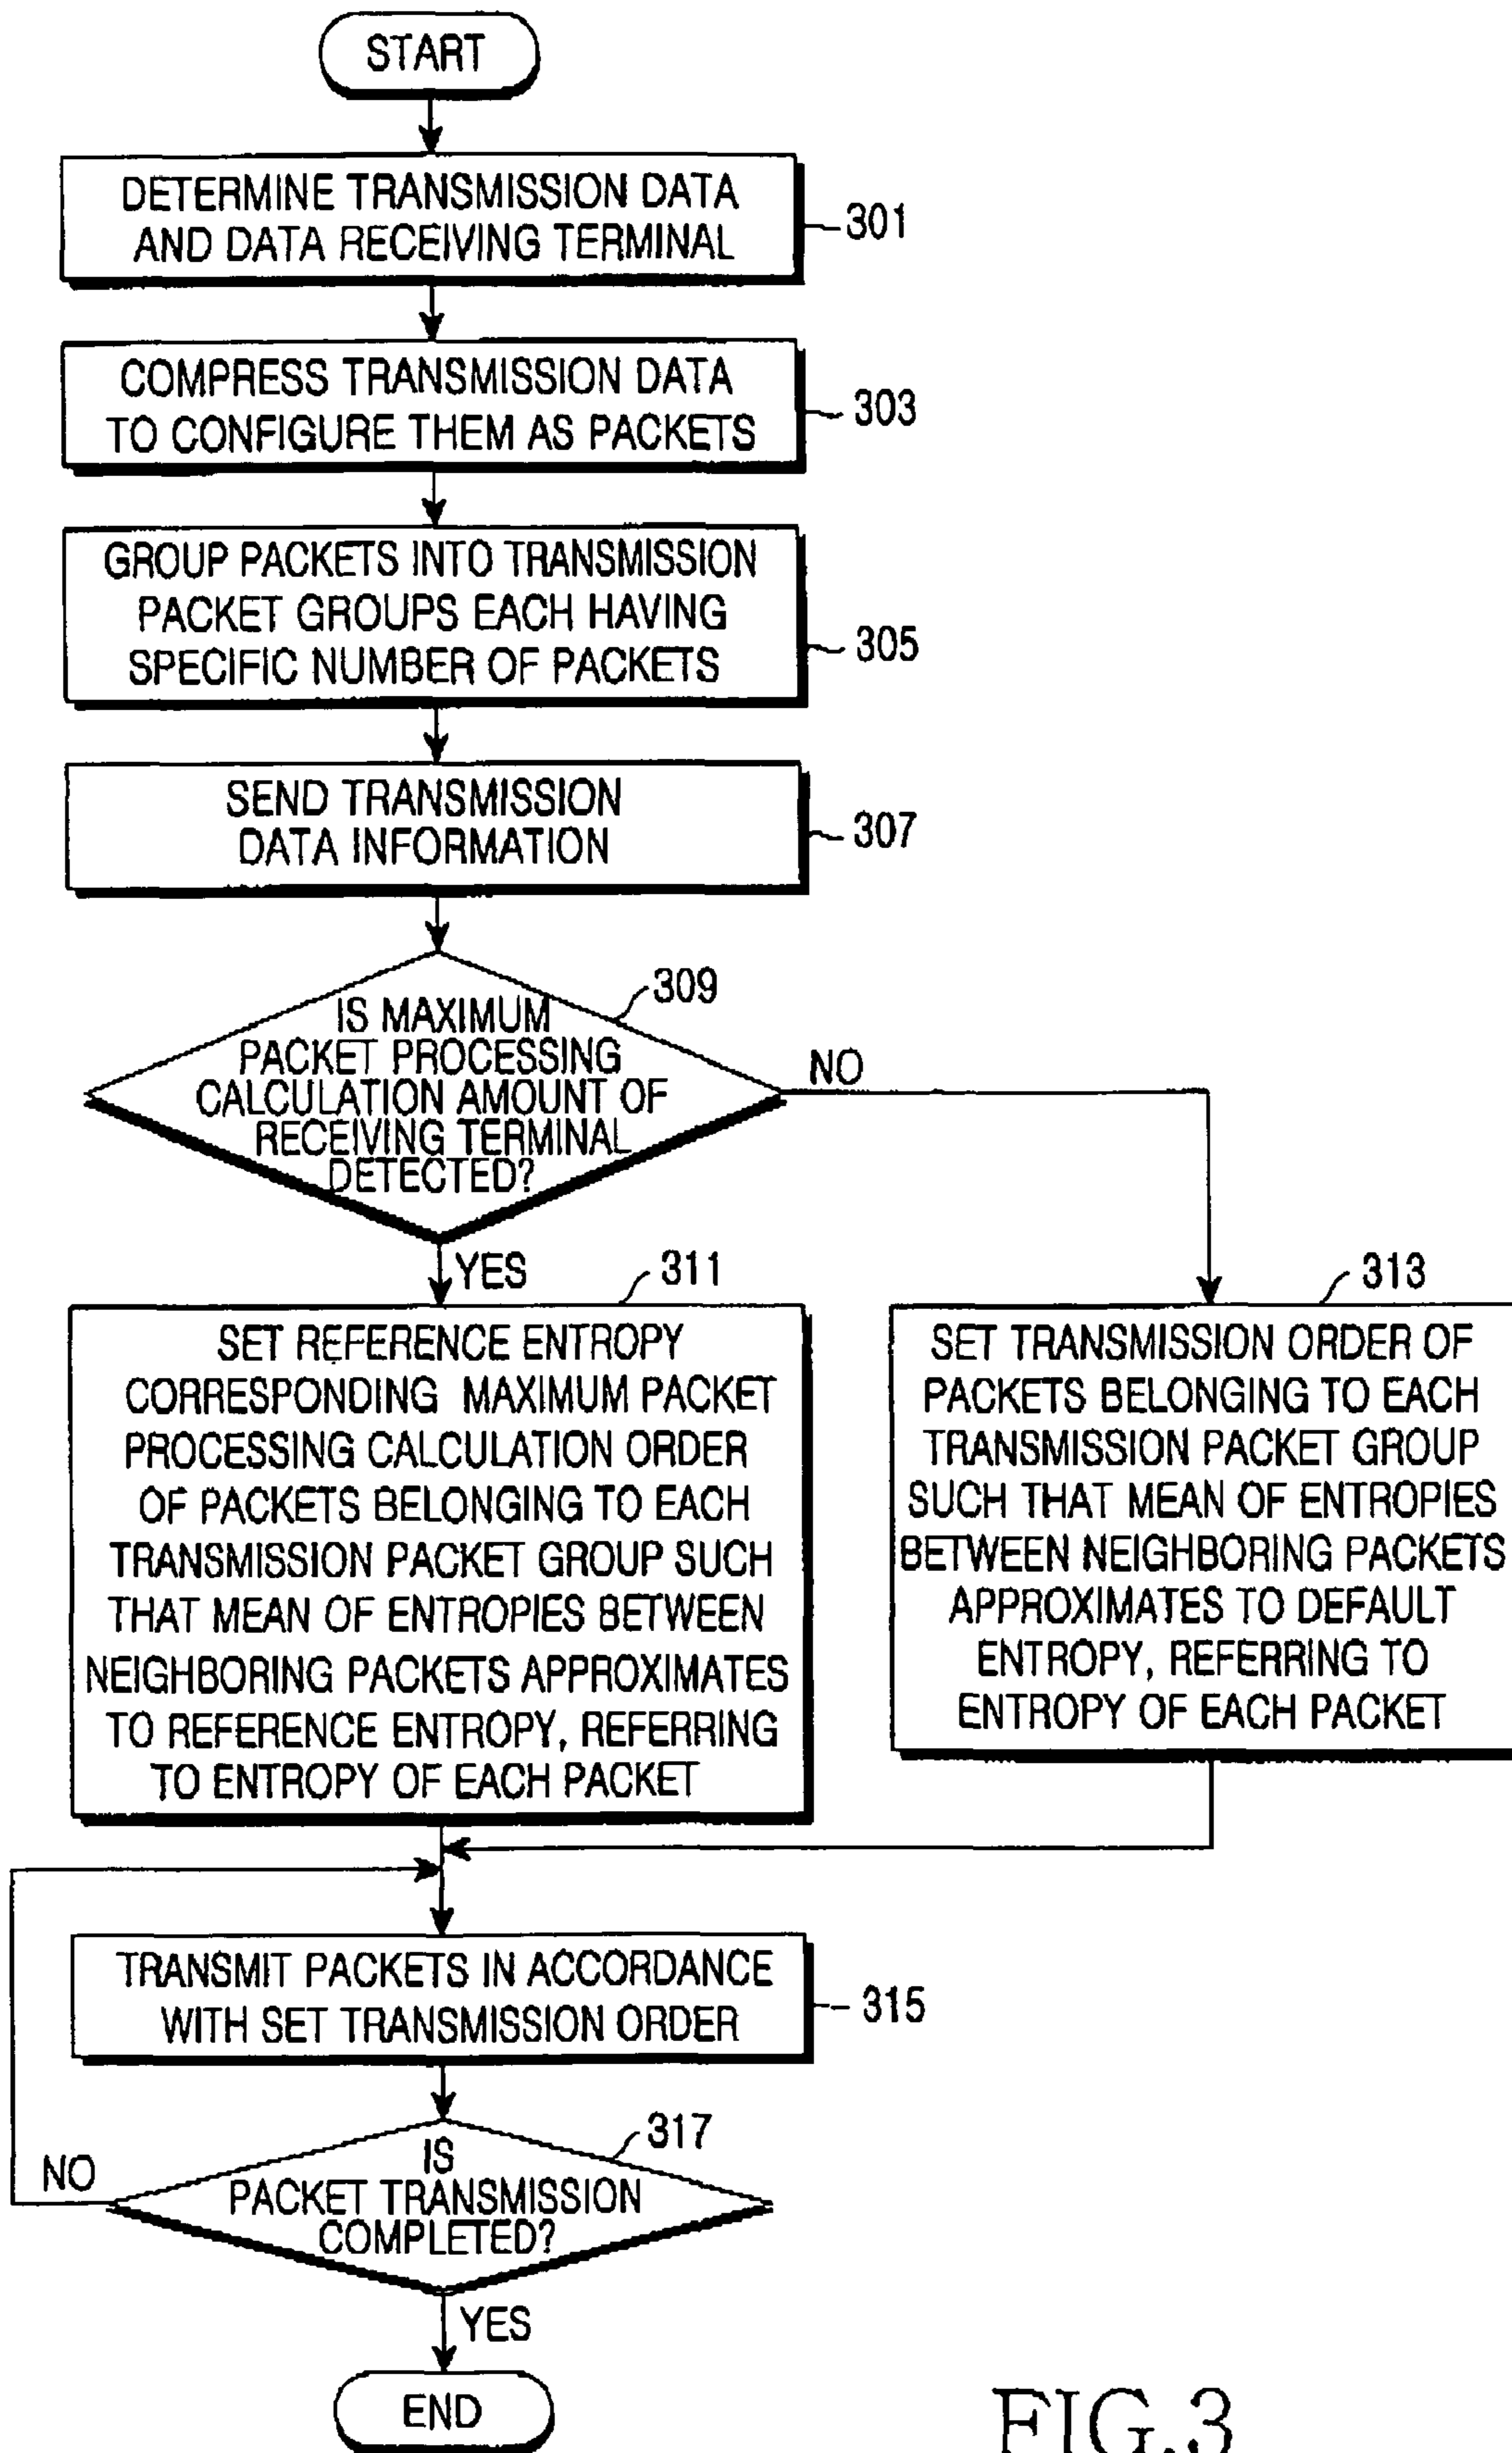 START
DETERMINE TRANSMISSION DATA
AND DATA RECEIVING TERMINAL
301
COMPRESS TRANSMISSION DATA
TO CONFIGURE THEM AS PACKETS
303
GROUP PACKETS INTO TRANSMISSION
PACKET GROUPS EACH HAVING
SPECIFIC NUMBER OF PACKETS
305
SEND TRANSMISSION
DATA INFORMATION
307
309
IS MAXIMUM
PACKET PROCESSING
CALCULATION AMOUNT OF
RECEIVING TERMINAL
DETECTED?
NO
YES
311
SET REFERENCE ENTROPY
CORRESPONDING MAXIMUM PACKET
PROCESSING CALCULATION ORDER
OF PACKETS BELONGING TO EACH
TRANSMISSION PACKET GROUP SUCH
THAT MEAN OF ENTROPIES BETWEEN
NEIGHBORING PACKETS APPROXIMATES
TO REFERENCE ENTROPY, REFERRING
TO ENTROPY OF EACH PACKET
313
SET TRANSMISSION ORDER OF
PACKETS BELONGING TO EACH
TRANSMISSION PACKET GROUP
SUCH THAT MEAN OF ENTROPIES
BETWEEN NEIGHBORING PACKETS
APPROXIMATES TO DEFAULT
ENTROPY, REFERRING TO
ENTROPY OF EACH PACKET
TRANSMIT PACKETS IN ACCORDANCE
WITH SET TRANSMISSION ORDER
315
317
IS
PACKET TRANSMISSION
COMPLETED?
NO
YES
END
FIG.3